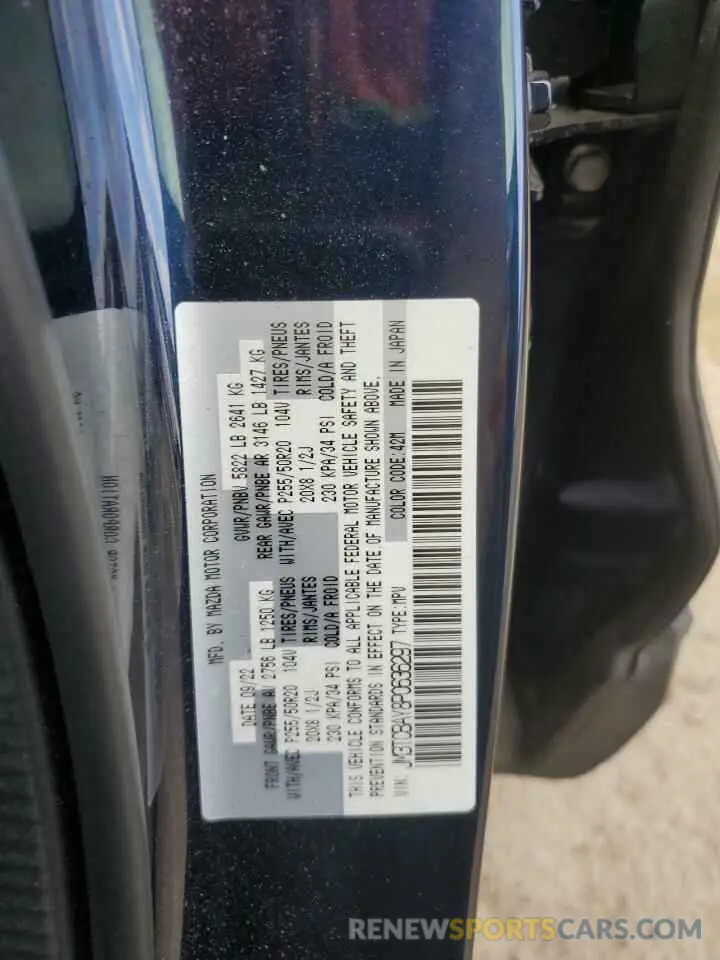 MFD. BY MAZDA MOTOR CORPORATION
DATE 09/22 GVWR/PNBV 5822 LB 2641 KG
FRONT GAWR/PNBE AV 2756 LB 1250 KG REAR GAWR/PNBE AR 3146 LB 1427 KG
WITH/AVEC P255/50R20 104V TIRES/PNEUS WITH/AVEC P255/50R20 104V TIRES/PNEUS
20X8 1/2J RIMS/JANTES 20X8 1/2J RIMS/JANTES
230 KPA/34 PSI COLD/A FROID 230 KPA/34 PSI COLD/A FROID
THIS VEHICLE CONFORMS TO ALL APPLICABLE FEDERAL MOTOR VEHICLE SAFETY AND THEFT
PREVENTION STANDARDS IN EFFECT ON THE DATE OF MANUFACTURE SHOWN ABOVE.
VIN: JM3TCBAY8P0636297 TYPE:MPV COLOR CODE:42M MADE IN JAPAN
RENEWSPORTSCARS.COM